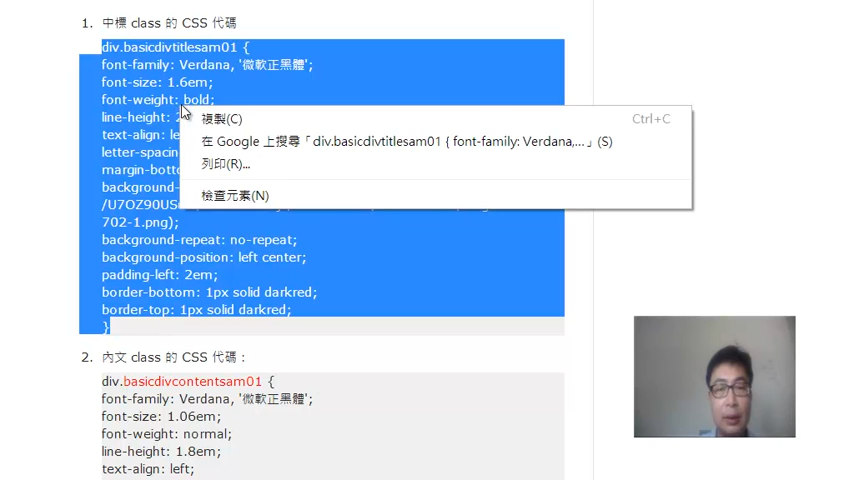 1. 中標 class 的 CSS 代碼
div.basicdivtitlesam01 {
font-family: Verdana, '微軟正黑體';
font-size: 1.6em;
font-weight: bold;
line-height:
text-align:
margin-bott
background-
/U7OZ90US
702-1.png);
background-repeat: no-repeat;
background-position: left center;
padding-left: 2em;
border-bottom: 1px solid darkred;
border-top: 1px solid darkred;
}
複製(C) Ctrl+C
在 Google 上搜尋「div.basicdivtitlesam01 { font-family: Verdana,...」(S)
列印(R)...
檢查元素(N)
2. 內文 class 的 CSS 代碼：
div.basicdivcontentsam01 {
font-family: Verdana, '微軟正黑體';
font-size: 1.06em;
font-weight: normal;
line-height: 1.8em;
text-align: left;